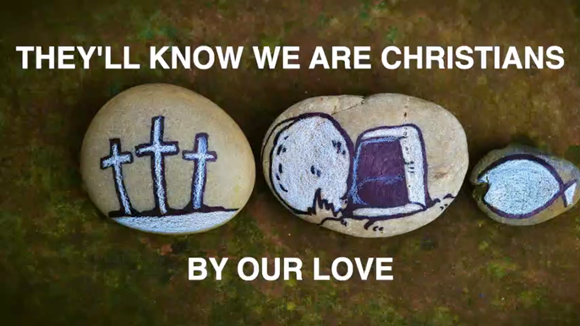 THEY'LL KNOW WE ARE CHRISTIANS
BY OUR LOVE